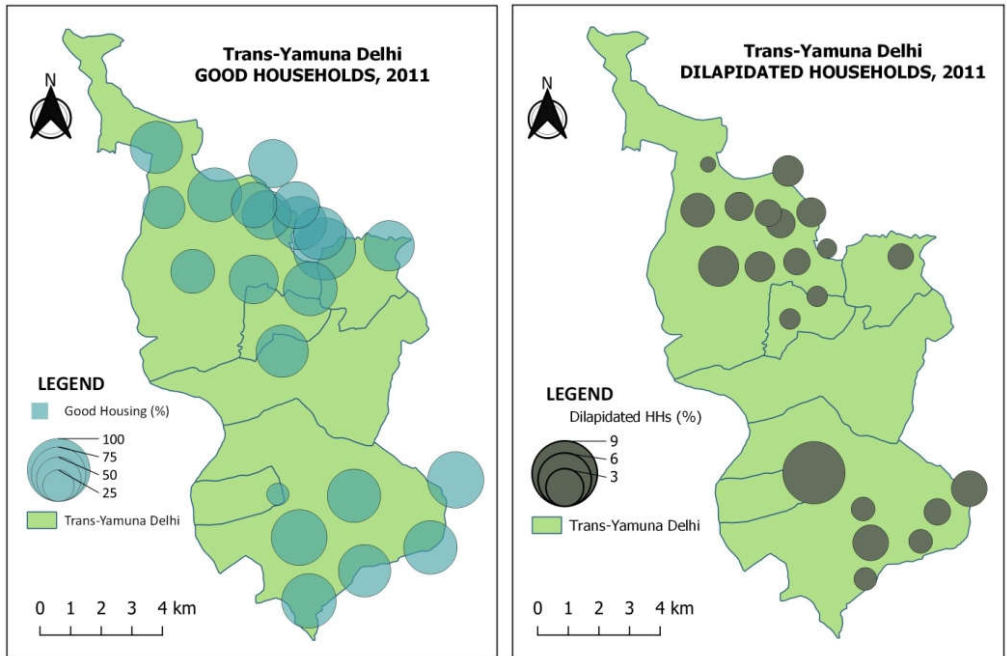 Trans-Yamuna Delhi
GOOD HOUSEHOLDS, 2011
N
LEGEND
Good Housing (%)
100
75
50
25
Trans-Yamuna Delhi
0 1 2 3 4 km
Trans-Yamuna Delhi
DILAPIDATED HOUSEHOLDS, 2011
N
LEGEND
Dilapidated HHs (%)
9
6
3
Trans-Yamuna Delhi
0 1 2 3 4 km